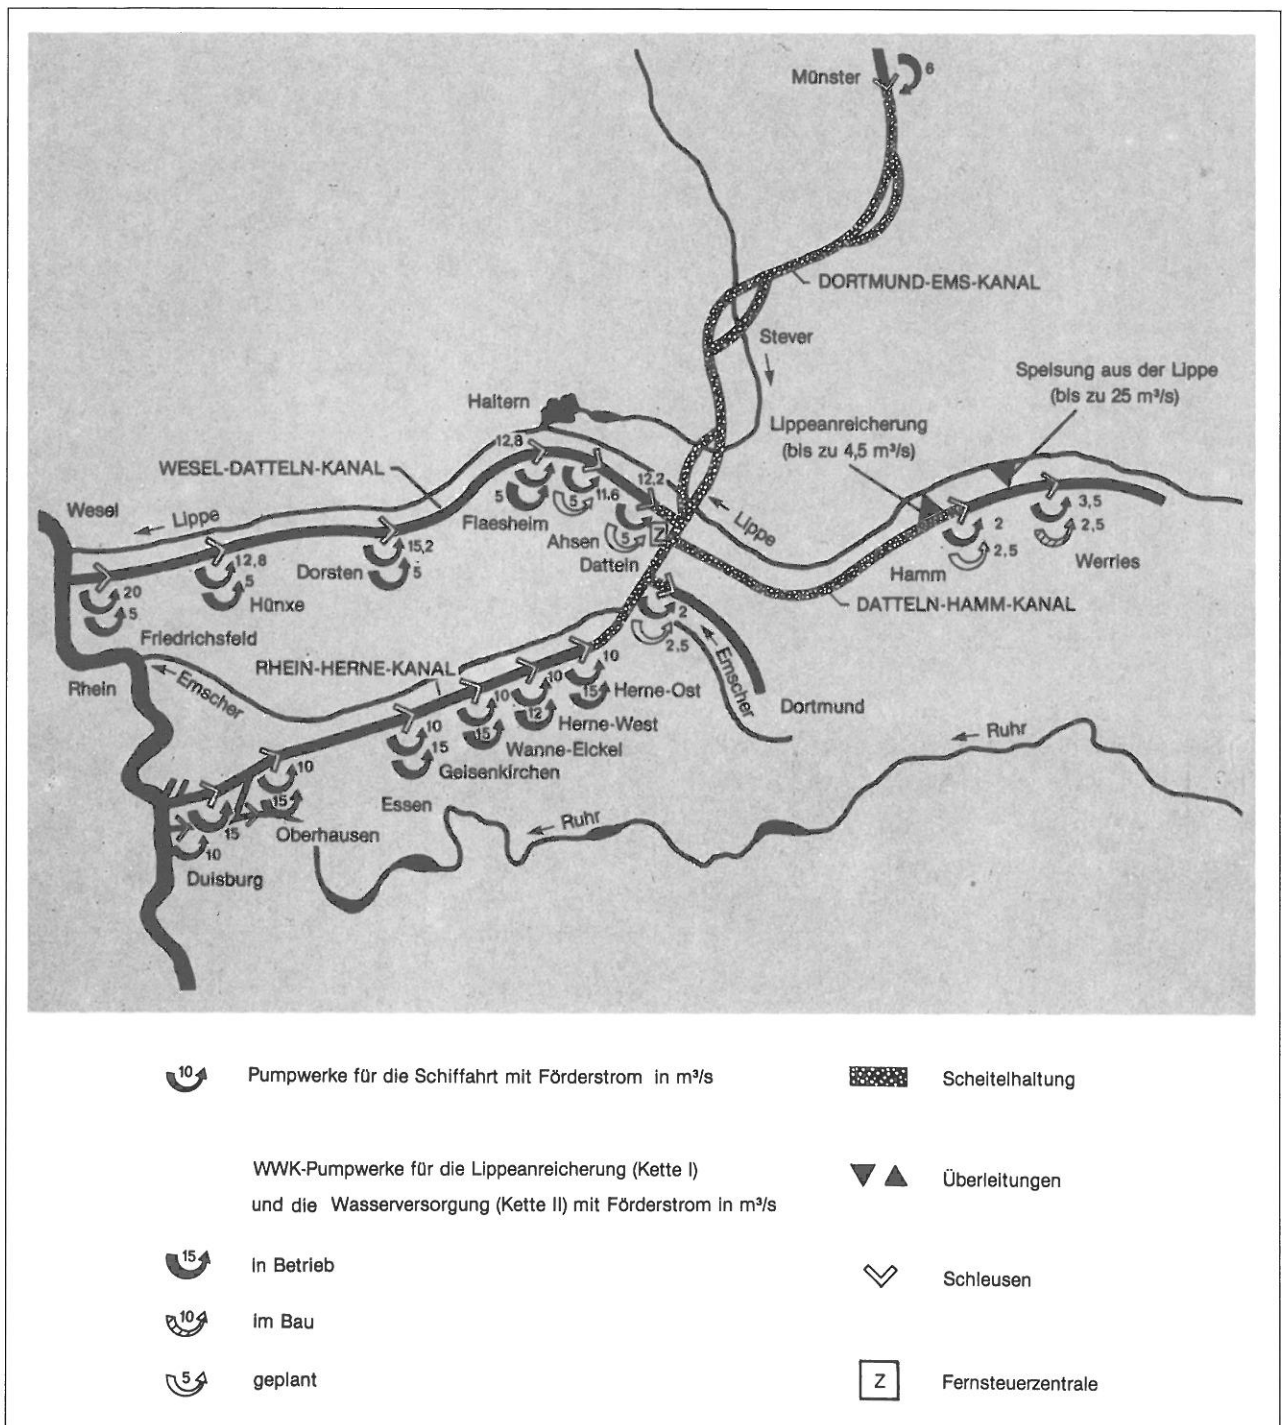 Münster
6
DORTMUND-EMS-KANAL
Stever
Speisung aus der Lippe
(bis zu 25 m³/s)
Haltern
Lippeanreicherung
(bis zu 4,5 m³/s)
12,8
WESEL-DATTELN-KANAL
5
5
11,6
12,2
3,5
Wesel
Lippe
Flaesheim
Lippe
2
2,5
Ahsen
5
Z
15,2
12,8
Dorsten
Datteln
2,5
Werries
Hamm
5
5
20
Hünxe
DATTELN-HAMM-KANAL
5
2
Friedrichsfeld
2,5
Emscher
RHEIN-HERNE-KANAL
10
Rhein
Emscher
10
15
Herne-Ost
10
12
Herne-West
Dortmund
10
15
Wanne-Eickel
Ruhr
15
Gelsenkirchen
10
15
Essen
Ruhr
15
Oberhausen
10
Duisburg
10
Pumpwerke für die Schiffahrt mit Förderstrom in m³/s
Scheitelhaltung
WWK-Pumpwerke für die Lippeanreicherung (Kette I)
und die Wasserversorgung (Kette II) mit Förderstrom in m³/s
Überleitungen
15
in Betrieb
Schleusen
10
im Bau
5
geplant
Z
Fernsteuerzentrale